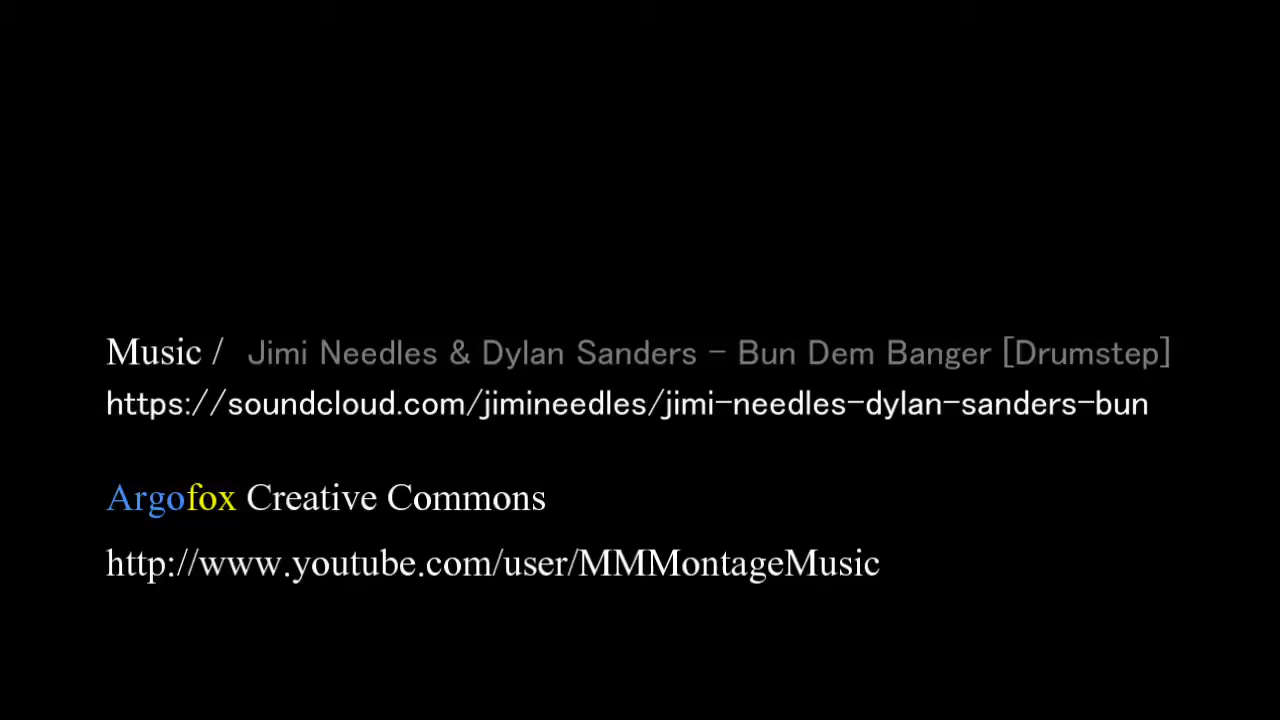 Music / Jimi Needles & Dylan Sanders - Bun Dem Banger [Drumstep]
https://soundcloud.com/jimineedles/jimi-needles-dylan-sanders-bun
Argofox Creative Commons
http://www.youtube.com/user/MMMontageMusic